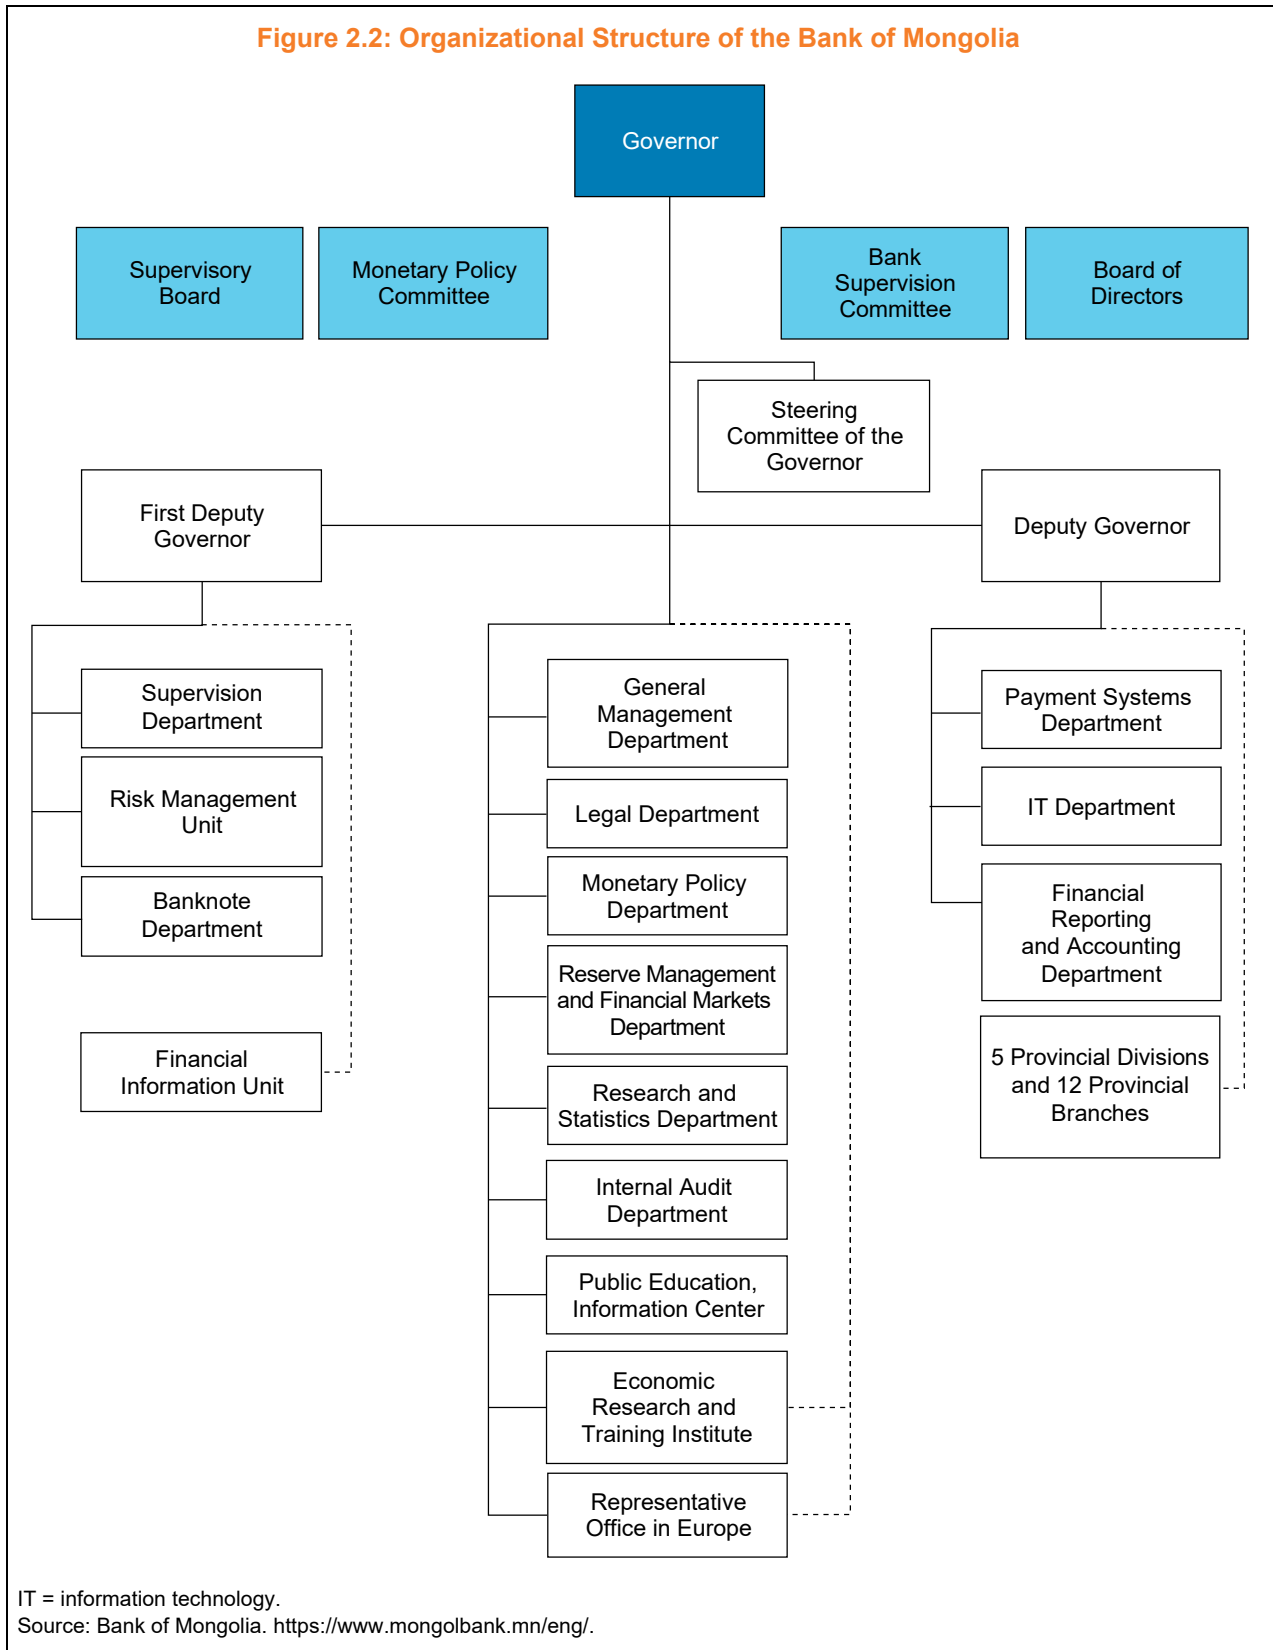 Figure 2.2: Organizational Structure of the Bank of Mongolia
Governor
Supervisory
Board
Monetary Policy
Committee
Bank
Supervision
Committee
Board of
Directors
Steering
Committee of the
Governor
First Deputy
Governor
Deputy Governor
Supervision
Department
Risk Management
Unit
Banknote
Department
Financial
Information Unit
General
Management
Department
Legal Department
Monetary Policy
Department
Reserve Management
and Financial Markets
Department
Research and
Statistics Department
Internal Audit
Department
Public Education,
Information Center
Economic
Research and
Training Institute
Representative
Office in Europe
Payment Systems
Department
IT Department
Financial
Reporting
and Accounting
Department
5 Provincial Divisions
and 12 Provincial
Branches
IT = information technology.
Source: Bank of Mongolia. https://www.mongolbank.mn/eng/.